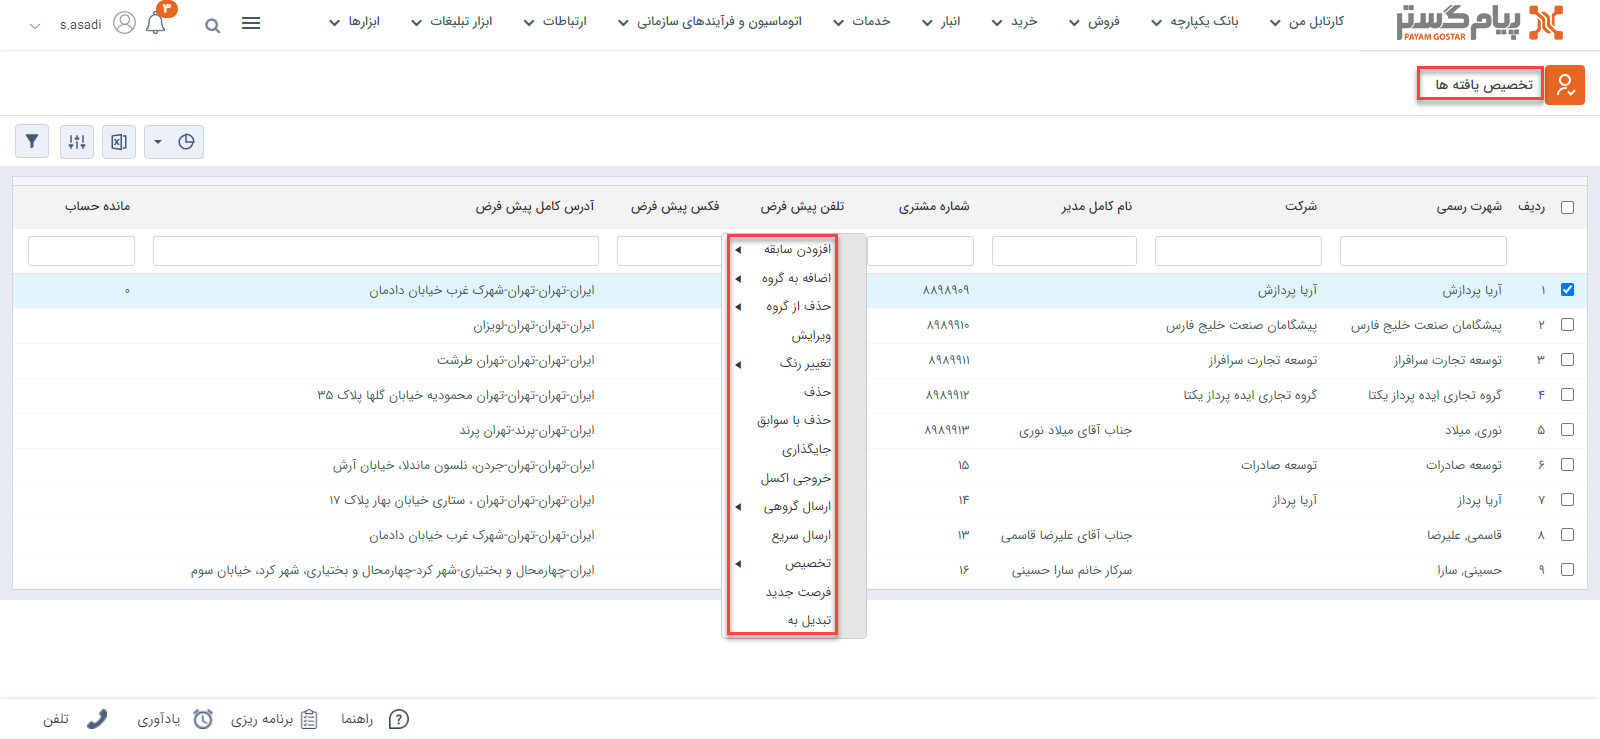 پیام گستر
PAYAM GOSTAR
کارتابل من
بانک یکپارچه
فروش
خرید
انبار
خدمات
اتوماسیون و فرآیندهای سازمانی
ارتباطات
ابزار تبلیغات
ابزارها
۳
s.asadi
تخصیص یافته ها
ردیف شهرت رسمی شرکت نام کامل مدیر شماره مشتری تلفن پیش فرض فکس پیش فرض آدرس کامل پیش فرض مانده حساب
۱ آریا پردازش آریا پردازش ۸۸۹۸۹۰۹ ایران-تهران-تهران-شهرک غرب خیابان دادمان ۰
۲ پیشگامان صنعت خلیج فارس پیشگامان صنعت خلیج فارس ۸۹۸۹۹۱۰ ایران-تهران-تهران-لویزان
۳ توسعه تجارت سرافراز توسعه تجارت سرافراز ۸۹۸۹۹۱۱ ایران-تهران-تهران-تهران طرشت
۴ گروه تجاری ایده پرداز یکتا گروه تجاری ایده پرداز یکتا ۸۹۸۹۹۱۲ ایران-تهران-تهران-تهران محمودیه خیابان گلها پلاک ۳۵
۵ نوری, میلاد جناب آقای میلاد نوری ۸۹۸۹۹۱۳ ایران-تهران-پرند-تهران پرند
۶ توسعه صادرات توسعه صادرات ۱۵ ایران-تهران-تهران-جردن، نلسون ماندلا، خیابان آرش
۷ آریا پرداز آریا پرداز ۱۴ ایران-تهران-تهران-تهران ، ستاری خیابان بهار پلاک ۱۷
۸ قاسمی, علیرضا جناب آقای علیرضا قاسمی ۱۳ ایران-تهران-تهران-شهرک غرب خیابان دادمان
۹ حسینی, سارا سرکار خانم سارا حسینی ۱۶ ایران-چهارمحال و بختیاری-شهر کرد-چهارمحال و بختیاری، شهر کرد، خیابان سوم
افزودن سابقه
اضافه به گروه
حذف از گروه
ویرایش
تغییر رنگ
حذف
حذف با سوابق
جایگذاری
خروجی اکسل
ارسال گروهی
ارسال سریع
تخصیص
فرصت جدید
تبدیل به
راهنما
برنامه ریزی
یادآوری
تلفن